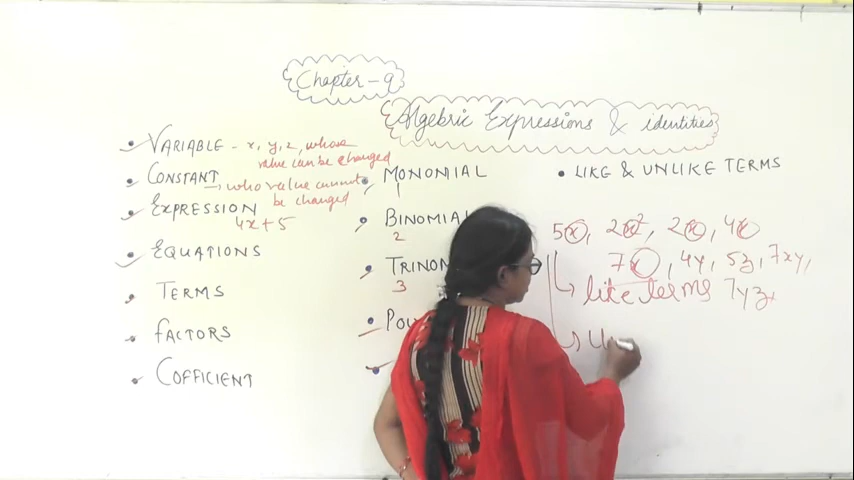 Chapter-9
Algebric Expressions & identities
VARIABLE - x, y, z, whose
value can be changed
CONSTANT → who value cannot
be changed
EXPRESSION
4x+5
EQUATIONS
TERMS
FACTORS
COFFICIENT
MONOMIAL
1
BINOMIAL
2
TRINOM
3
POL
LIKE & UNLIKE TERMS
5x, 2x², 2x, 4x
7x, 4y, 5z, 7xy,
like terms 7yz,